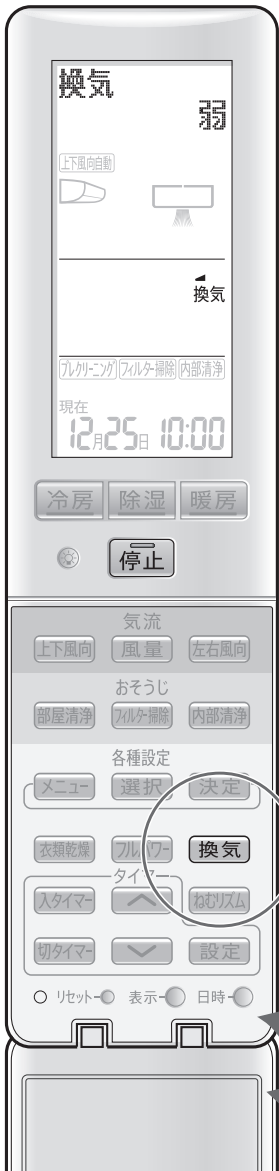 換気
弱
上下風向自動
換気
プレクリーニング フィルター掃除 内部清浄
現在
12月25日 10:00
冷房 除湿 暖房
停止
気流
上下風向 風量 左右風向
おそうじ
部屋清浄 フィルター掃除 内部清浄
各種設定
メニュー 選択 決定
衣類乾燥 フルパワー 換気
タイマー
入タイマー ねむリズム
切タイマー 設定
リセット 表示 日時